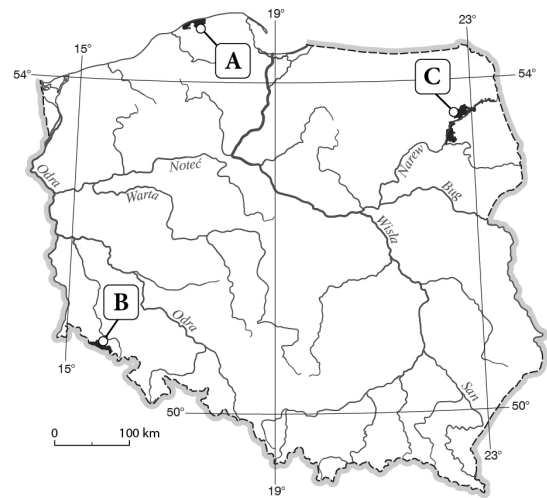 19°
23°
15°
54°
54°
A
C
Odra
Noteć
Warta
Narew
Bug
Wisła
B
Odra
San
15°
50°
50°
0 100 km
23°
19°